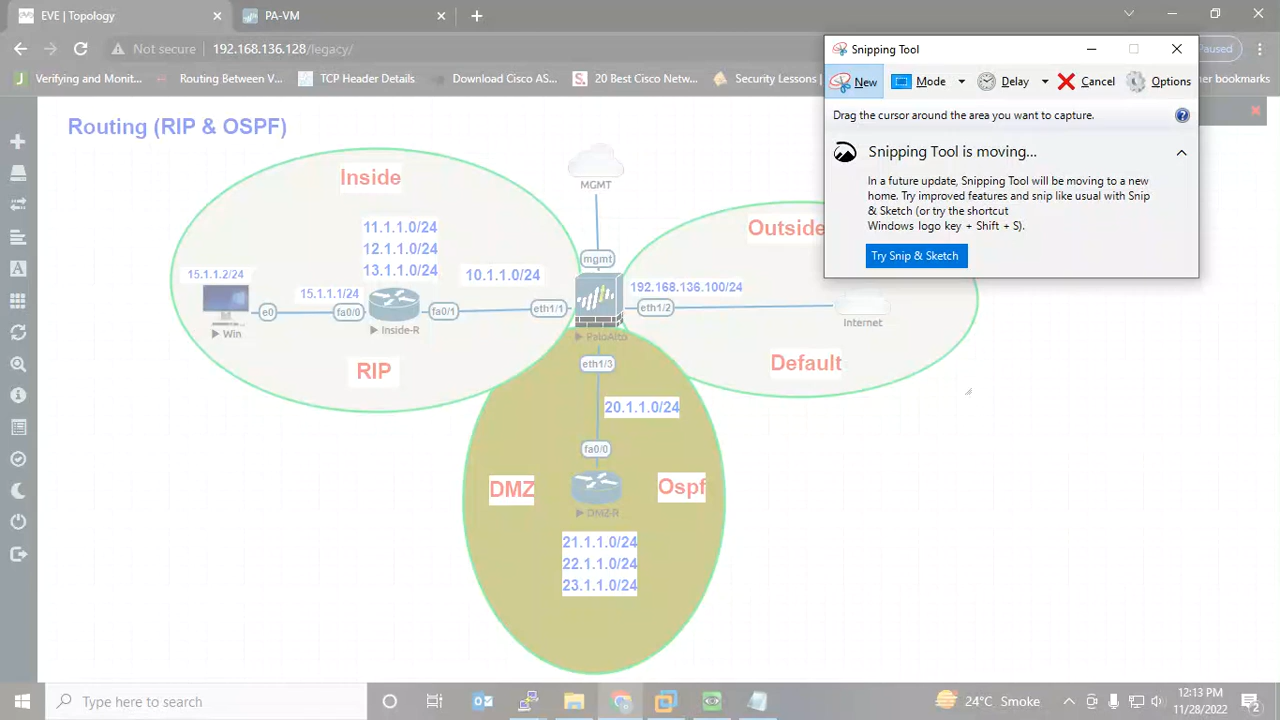 EVE | Topology
PA-VM
Not secure
192.168.136.128/legacy/
Paused
Verifying and Monit...
Routing Between V...
TCP Header Details
Download Cisco AS...
20 Best Cisco Netw...
Security Lessons |
her bookmarks
Snipping Tool
New
Mode
Delay
Cancel
Options
Drag the cursor around the area you want to capture.
Snipping Tool is moving...
In a future update, Snipping Tool will be moving to a new
home. Try improved features and snip like usual with Snip
& Sketch (or try the shortcut
Windows logo key + Shift + S).
Try Snip & Sketch
Routing (RIP & OSPF)
Inside
MGMT
Outside
11.1.1.0/24
12.1.1.0/24
13.1.1.0/24
mgmt
15.1.1.2/24
10.1.1.0/24
192.168.136.100/24
15.1.1.1/24
e0
fa0/0
fa0/1
eth1/1
eth1/2
Win
Inside-R
PaloAlto
Internet
RIP
eth1/3
Default
20.1.1.0/24
fa0/0
DMZ
Ospf
DMZ-R
21.1.1.0/24
22.1.1.0/24
23.1.1.0/24
Type here to search
24°C Smoke
12:13 PM
11/28/2022
2